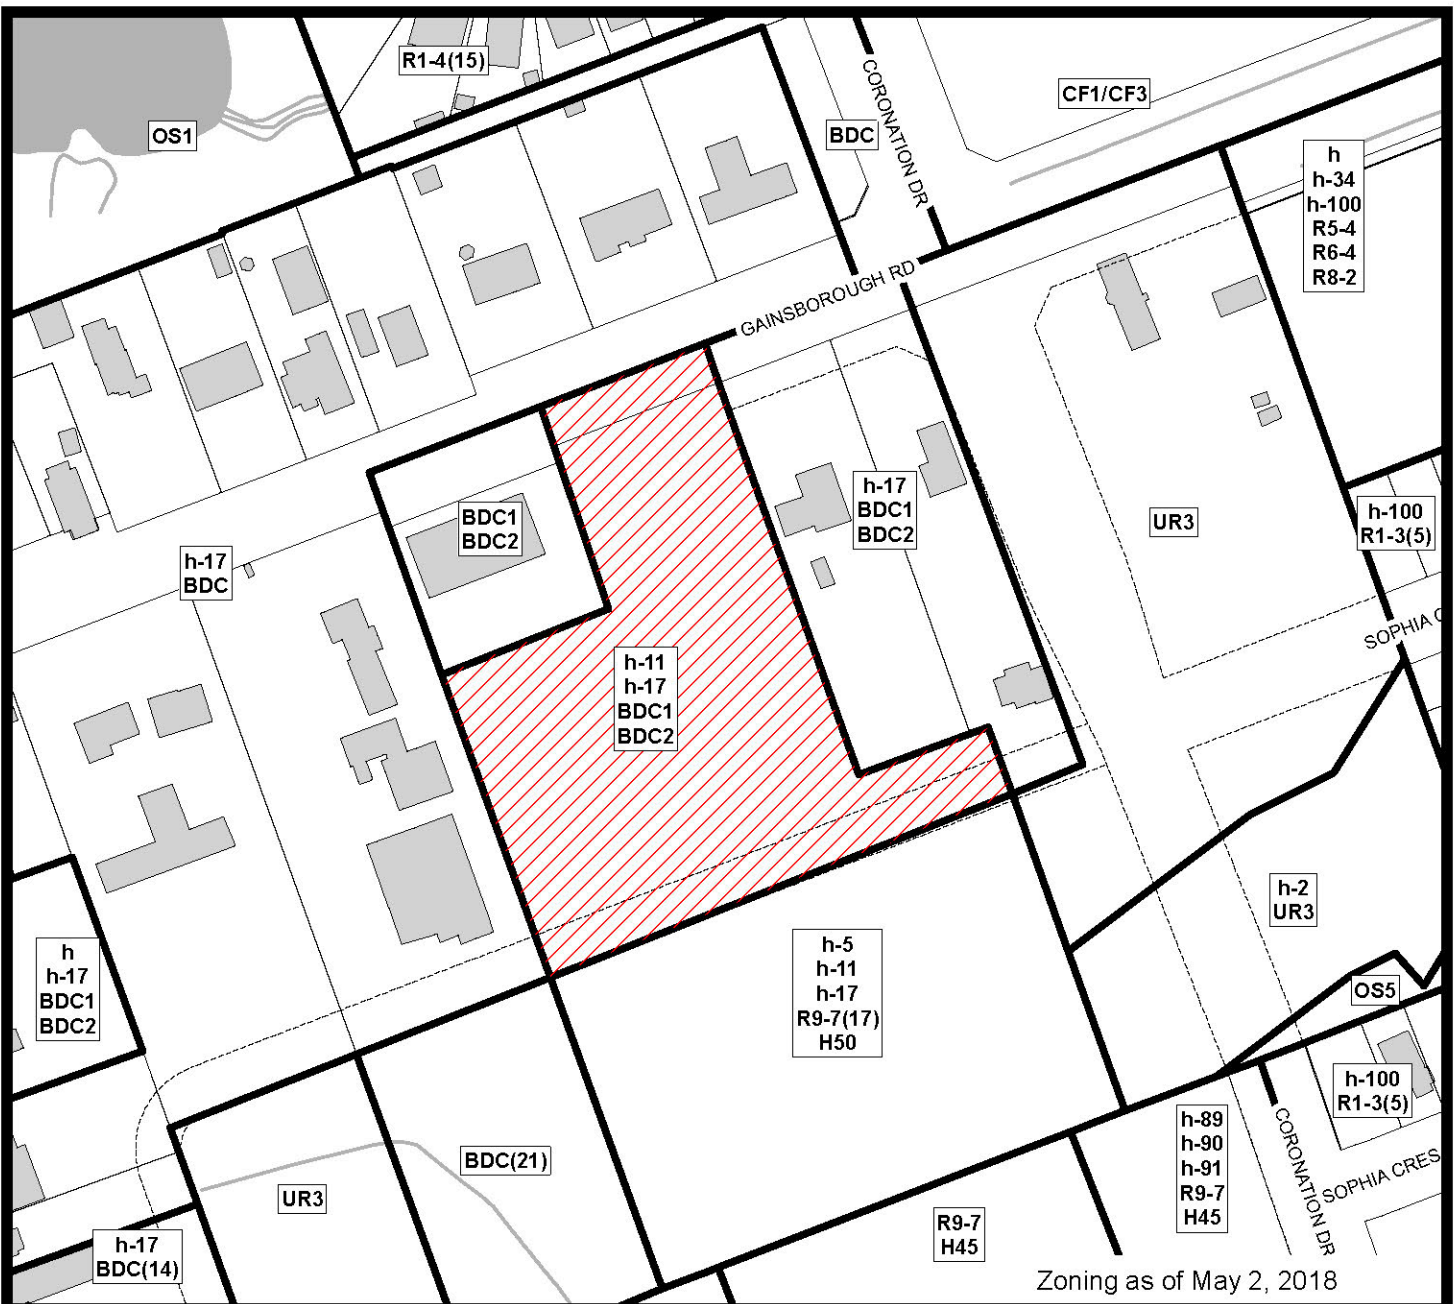 R1-4(15)
OS1
CORONATION DR
CF1/CF3
BDC
h
h-34
h-100
R5-4
R6-4
R8-2
GAINSBOROUGH RD
BDC1
BDC2
h-17
BDC1
BDC2
UR3
h-100
R1-3(5)
h-17
BDC
SOPHIA C
h-11
h-17
BDC1
BDC2
h-2
UR3
h
h-17
BDC1
BDC2
h-5
h-11
h-17
R9-7(17)
H50
OS5
h-100
R1-3(5)
h-89
h-90
h-91
R9-7
H45
CORONATION DR
SOPHIA CRES
BDC(21)
UR3
R9-7
H45
h-17
BDC(14)
Zoning as of May 2, 2018